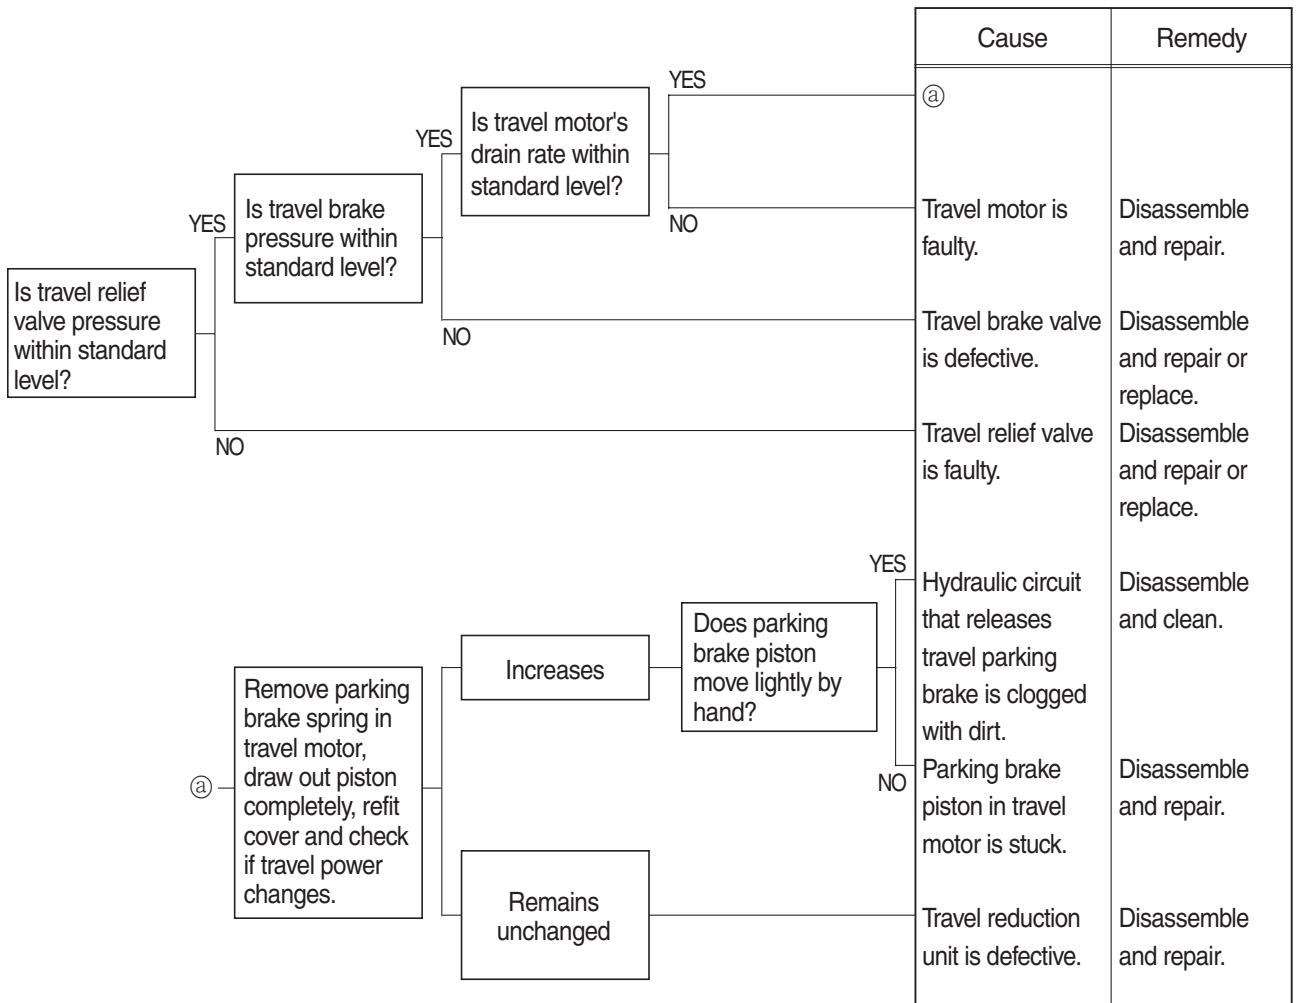 Cause
Remedy
YES
ⓐ
Is travel motor's
drain rate within
standard level?
YES
NO
Travel motor is
faulty.
Disassemble
and repair.
Is travel brake
pressure within
standard level?
YES
NO
Travel brake valve
is defective.
Disassemble
and repair or
replace.
Is travel relief
valve pressure
within standard
level?
NO
Travel relief valve
is faulty.
Disassemble
and repair or
replace.
YES
Hydraulic circuit
that releases
travel parking
brake is clogged
with dirt.
Disassemble
and clean.
Does parking
brake piston
move lightly by
hand?
Increases
ⓐ
Remove parking
brake spring in
travel motor,
draw out piston
completely, refit
cover and check
if travel power
changes.
NO
Parking brake
piston in travel
motor is stuck.
Disassemble
and repair.
Remains
unchanged
Travel reduction
unit is defective.
Disassemble
and repair.